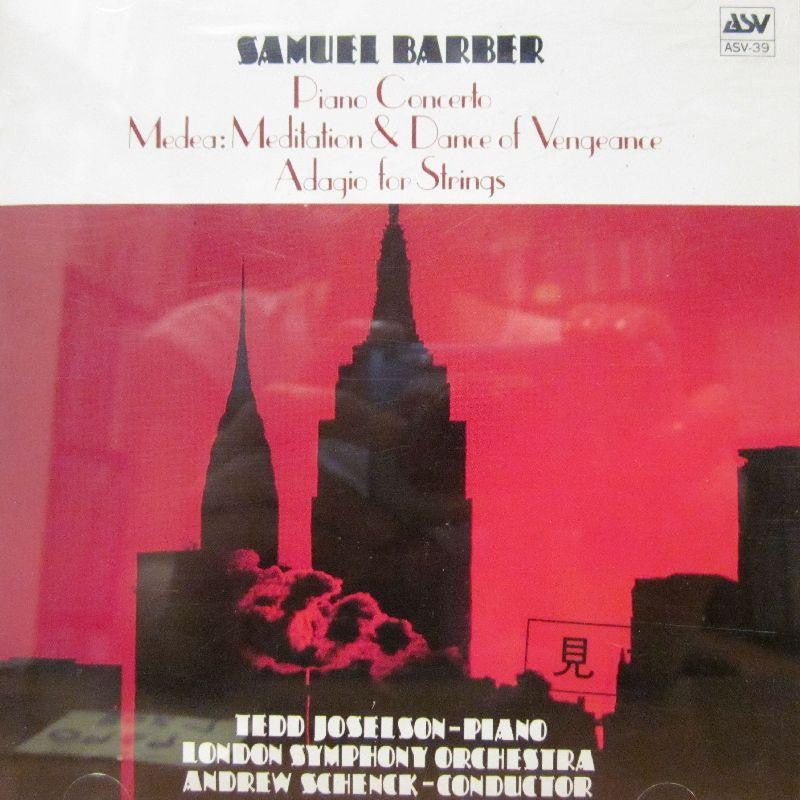 ASV
ASV-39
SAMUEL BARBER
Piano Concerto
Medea: Meditation & Dance of Vengeance
Adagio for Strings
見
TEDD JOSELSON-PIANO
LONDON SYMPHONY ORCHESTRA
ANDREW SCHENCK-CONDUCTOR